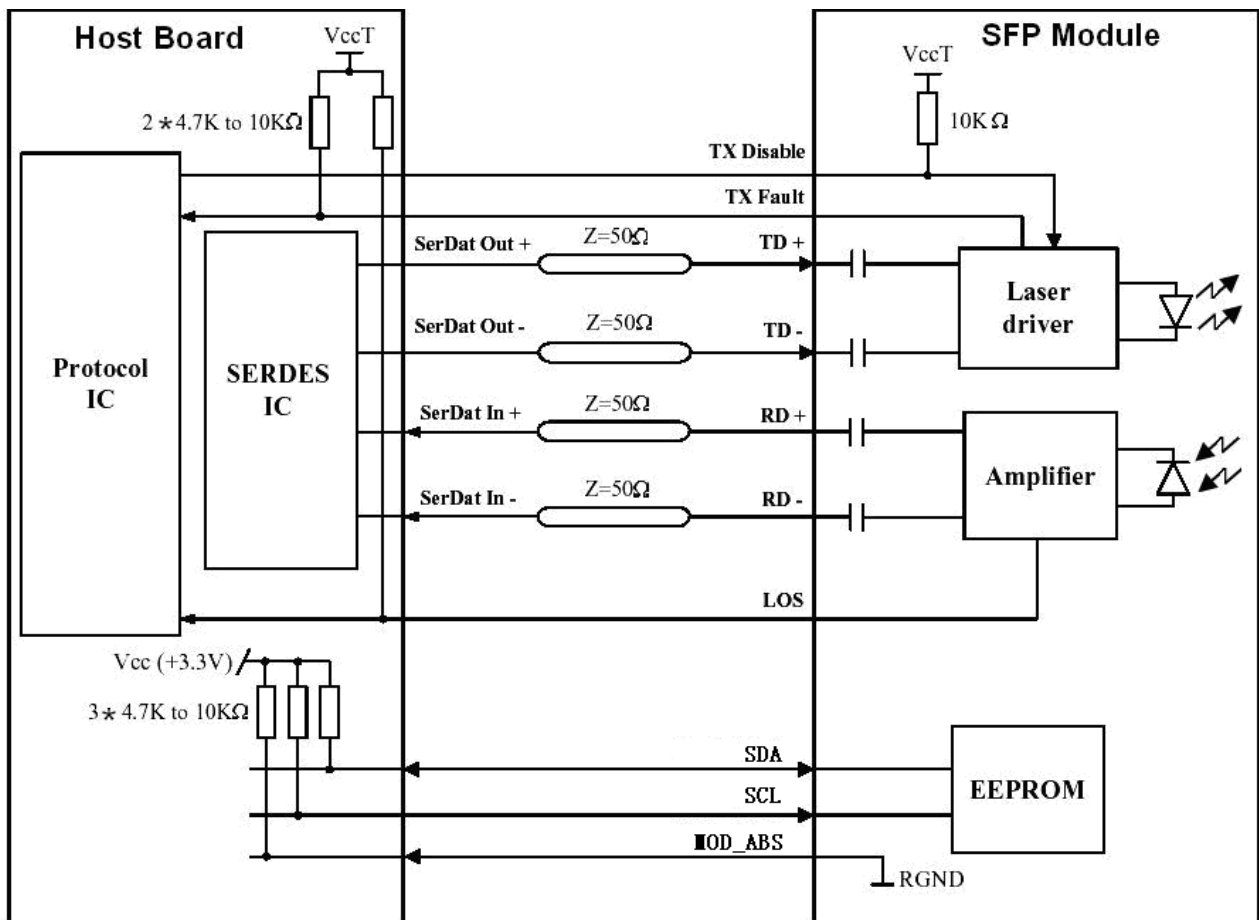 Host Board
SFP Module
VccT
VccT
2*4.7K to 10KΩ
10KΩ
TX Disable
TX Fault
SerDat Out +
Z=50Ω
TD +
Laser
driver
SerDat Out -
Z=50Ω
TD -
Protocol
IC
SERDES
IC
SerDat In +
Z=50Ω
RD +
Amplifier
SerDat In -
Z=50Ω
RD -
LOS
Vcc (+3.3V)
3*4.7K to 10KΩ
SDA
SCL
EEPROM
MOD_ABS
RGND